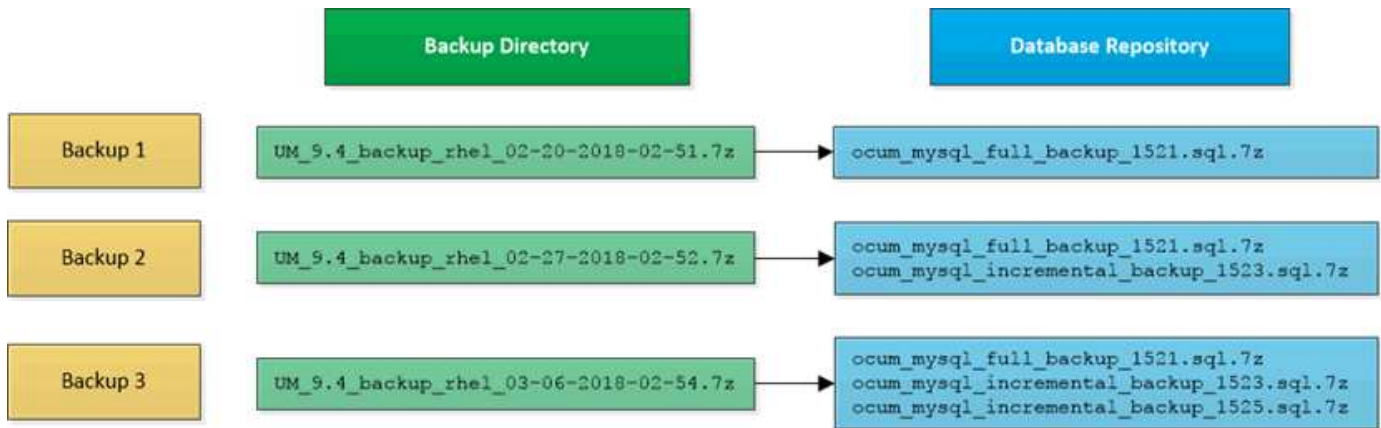 Backup Directory
Database Repository
Backup 1
UM_9.4_backup_rhel_02-20-2018-02-51.7z
ocum_mysql_full_backup_1521.sql.7z
Backup 2
UM_9.4_backup_rhel_02-27-2018-02-52.7z
ocum_mysql_full_backup_1521.sql.7z
ocum_mysql_incremental_backup_1523.sql.7z
Backup 3
UM_9.4_backup_rhel_03-06-2018-02-54.7z
ocum_mysql_full_backup_1521.sql.7z
ocum_mysql_incremental_backup_1523.sql.7z
ocum_mysql_incremental_backup_1525.sql.7z